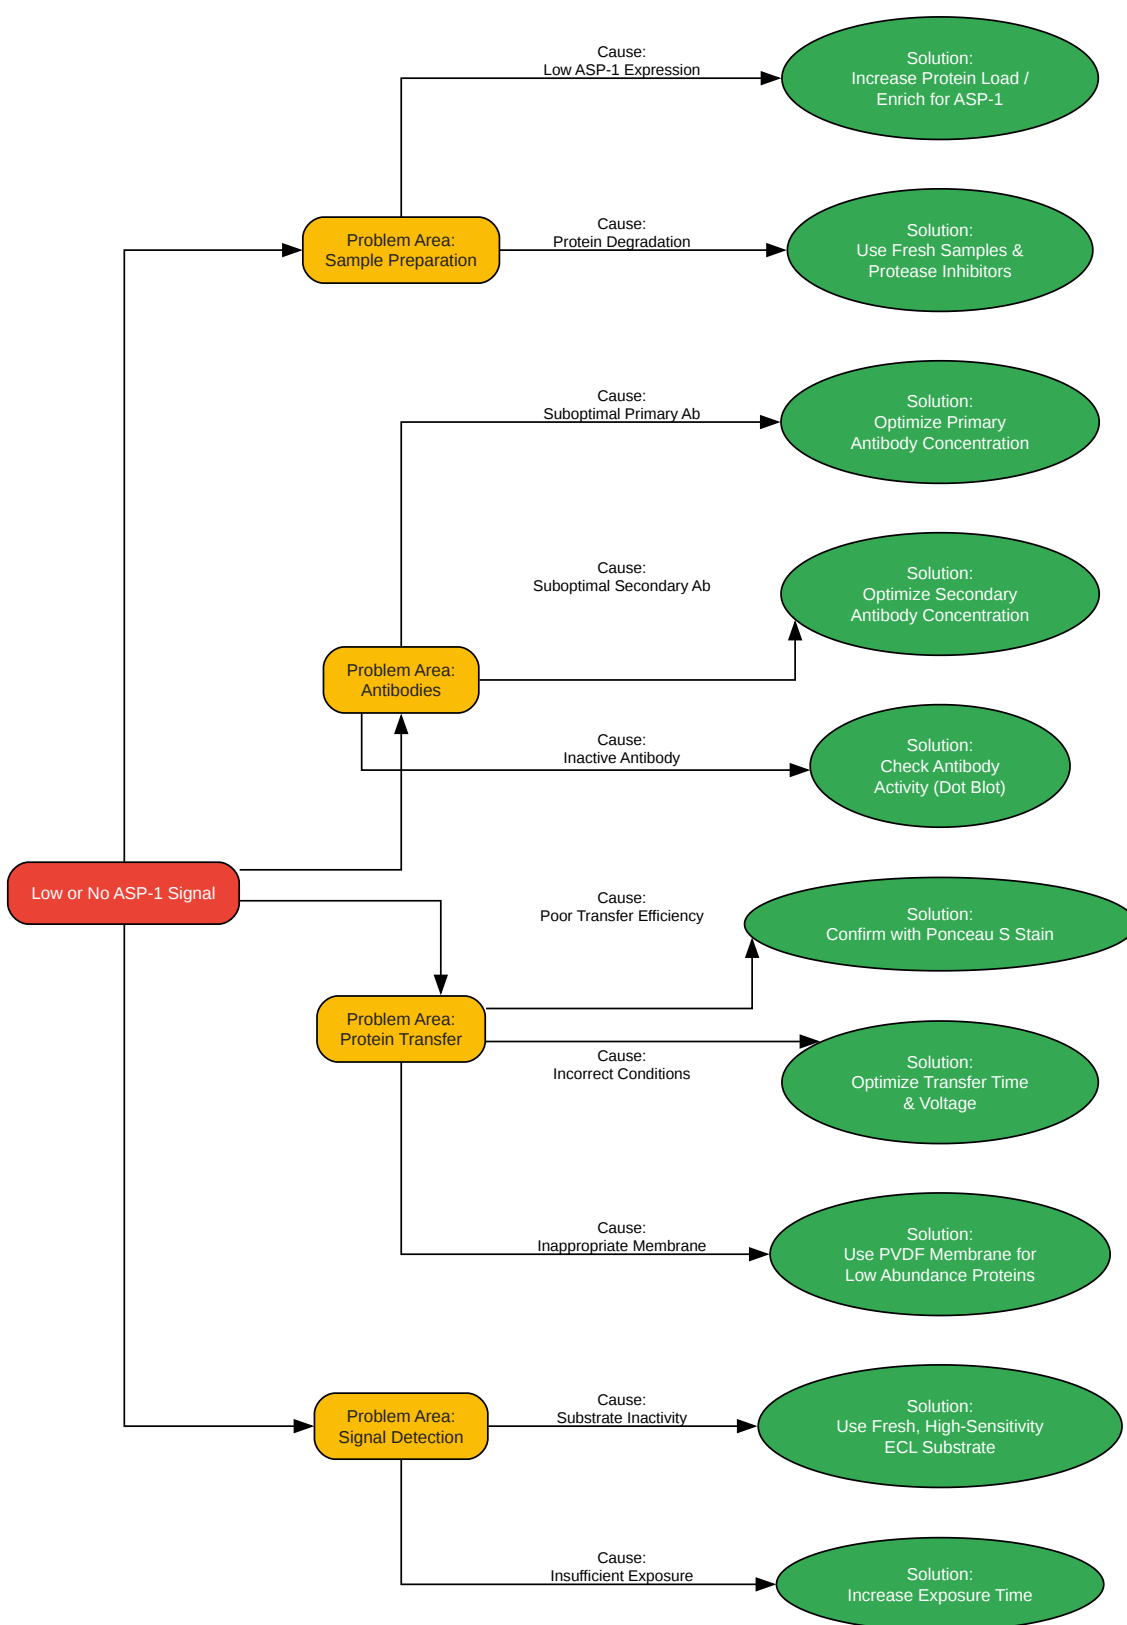 Cause:
Low ASP-1 Expression
Solution:
Increase Protein Load /
Enrich for ASP-1
Problem Area:
Sample Preparation
Cause:
Protein Degradation
Solution:
Use Fresh Samples &
Protease Inhibitors
Cause:
Suboptimal Primary Ab
Solution:
Optimize Primary
Antibody Concentration
Cause:
Suboptimal Secondary Ab
Solution:
Optimize Secondary
Antibody Concentration
Problem Area:
Antibodies
Cause:
Inactive Antibody
Solution:
Check Antibody
Activity (Dot Blot)
Low or No ASP-1 Signal
Cause:
Poor Transfer Efficiency
Solution:
Confirm with Ponceau S Stain
Problem Area:
Protein Transfer
Cause:
Incorrect Conditions
Solution:
Optimize Transfer Time
& Voltage
Cause:
Inappropriate Membrane
Solution:
Use PVDF Membrane for
Low Abundance Proteins
Problem Area:
Signal Detection
Cause:
Substrate Inactivity
Solution:
Use Fresh, High-Sensitivity
ECL Substrate
Cause:
Insufficient Exposure
Solution:
Increase Exposure Time